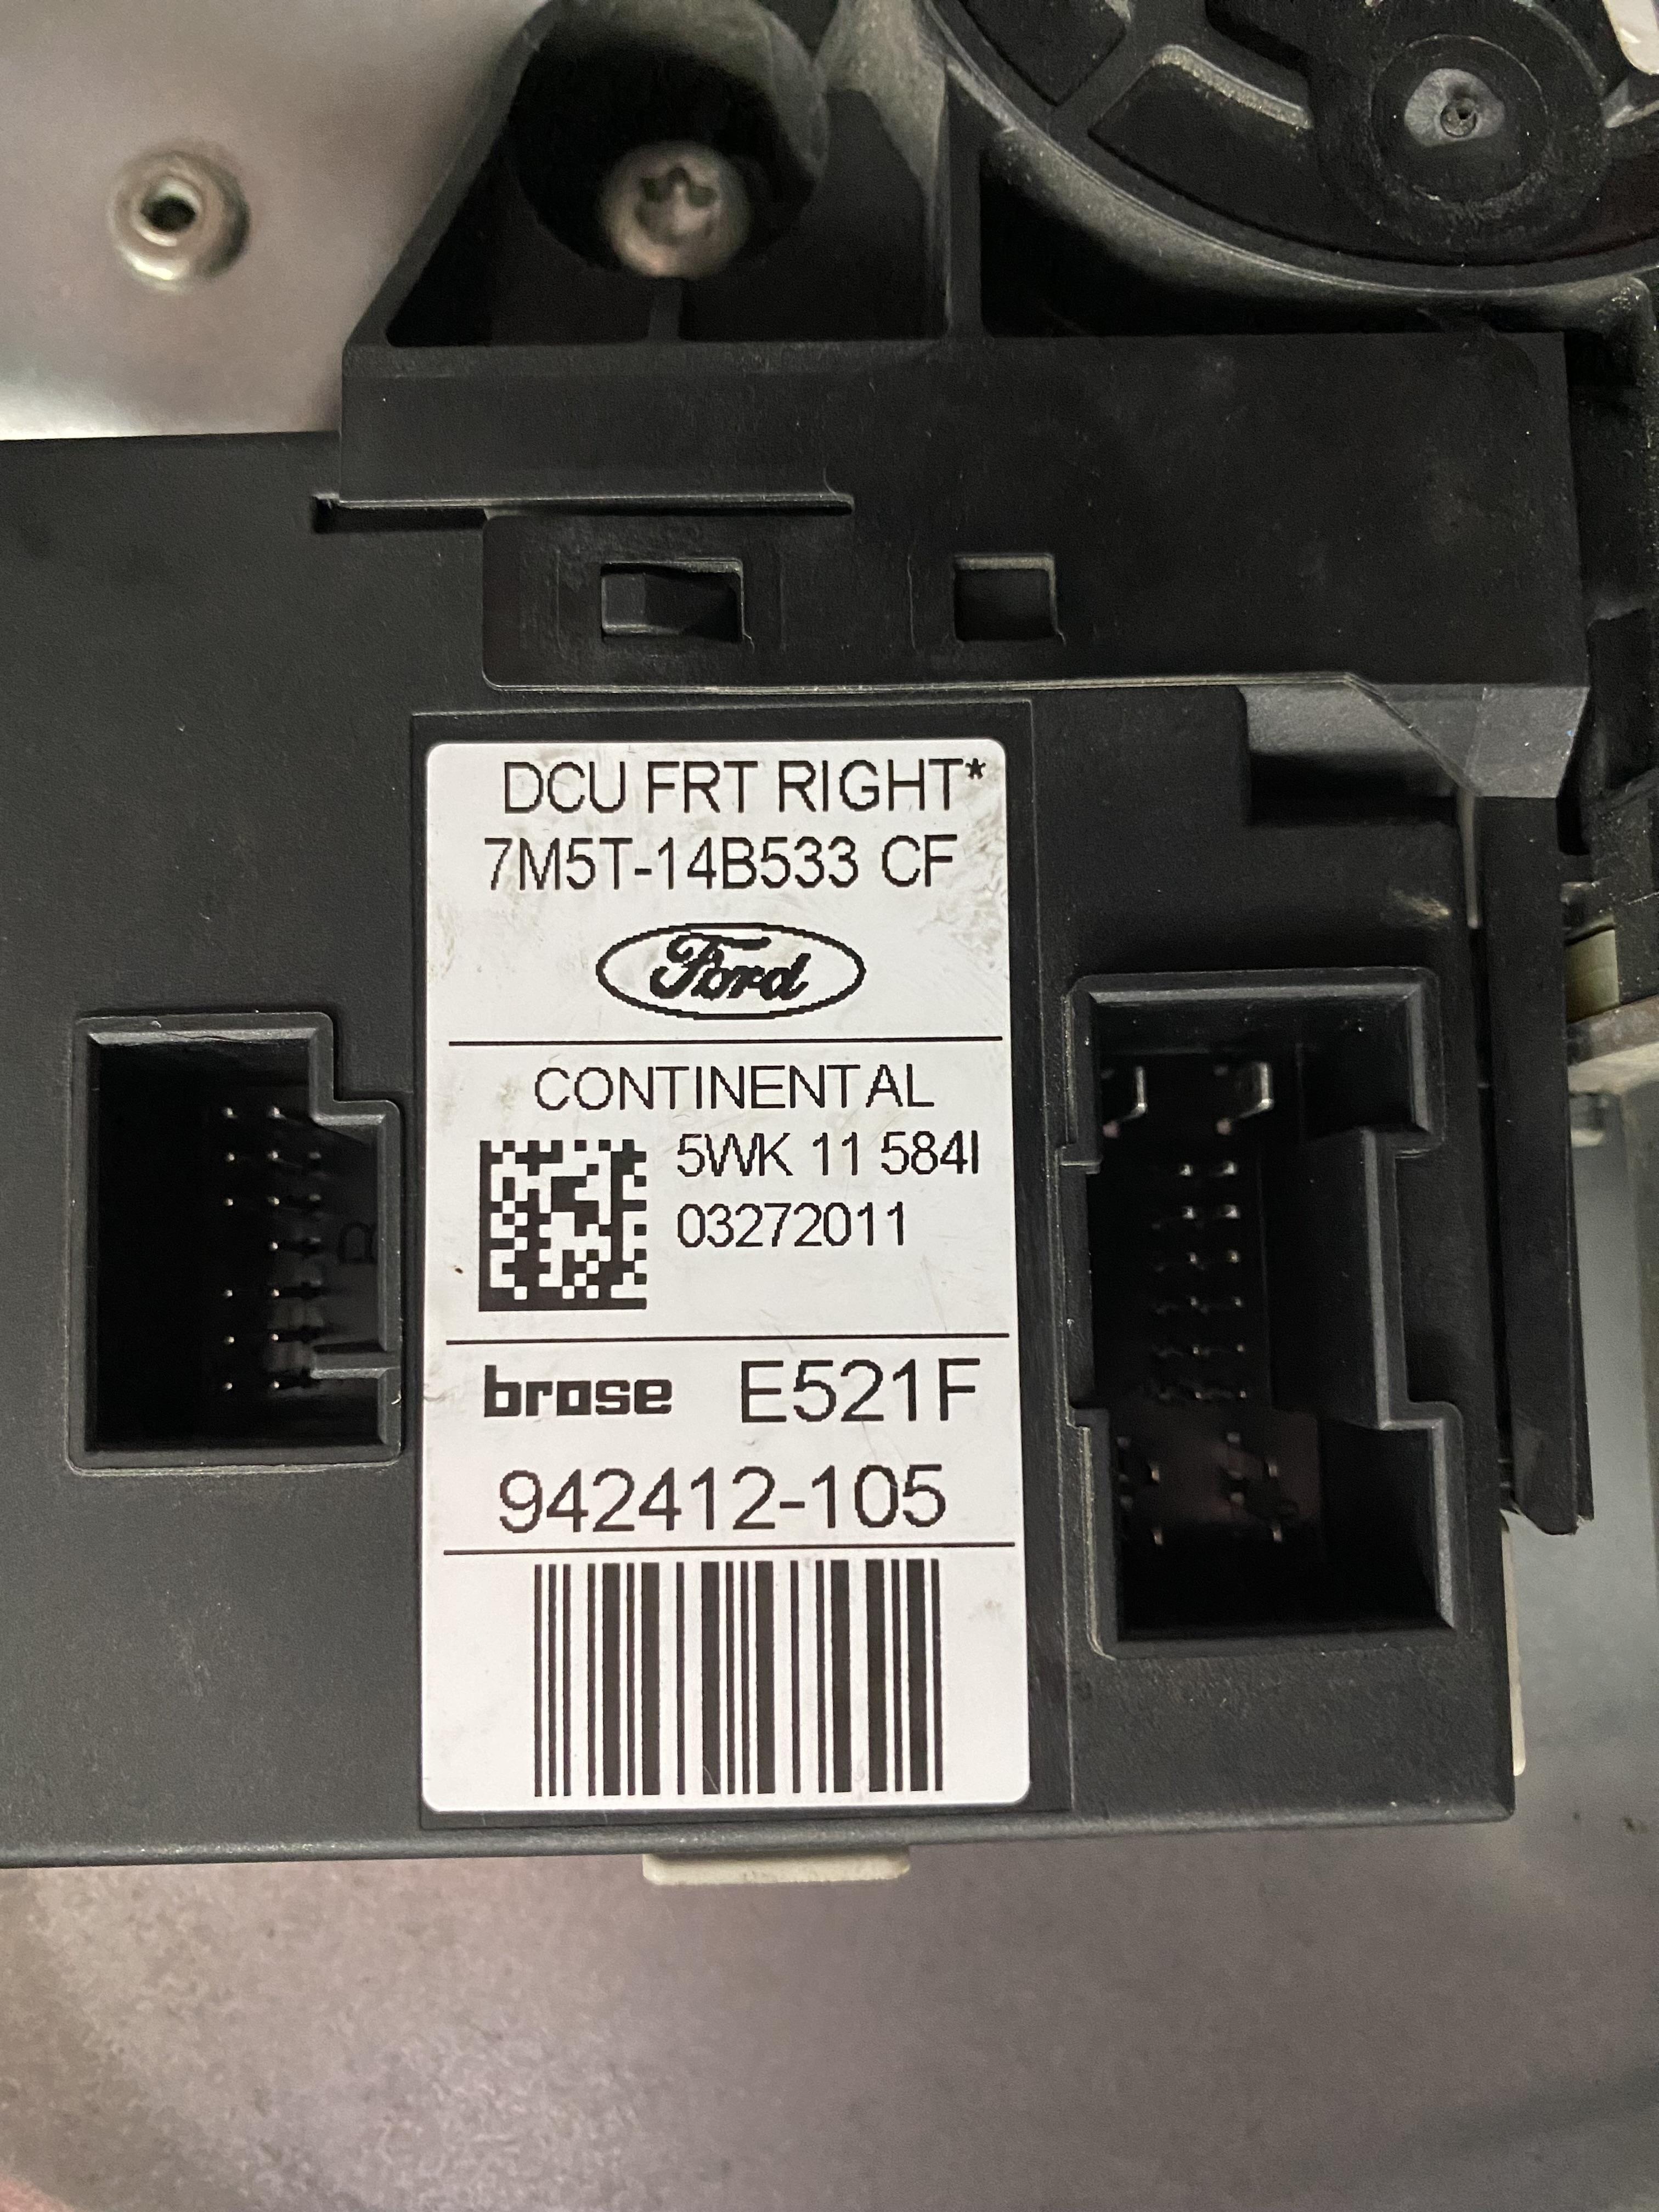 DCU FRT RIGHT*
7M5T-14B533 CF
Ford
CONTINENTAL
5WK 11 584I
03272011
brose E521F
942412-105
B